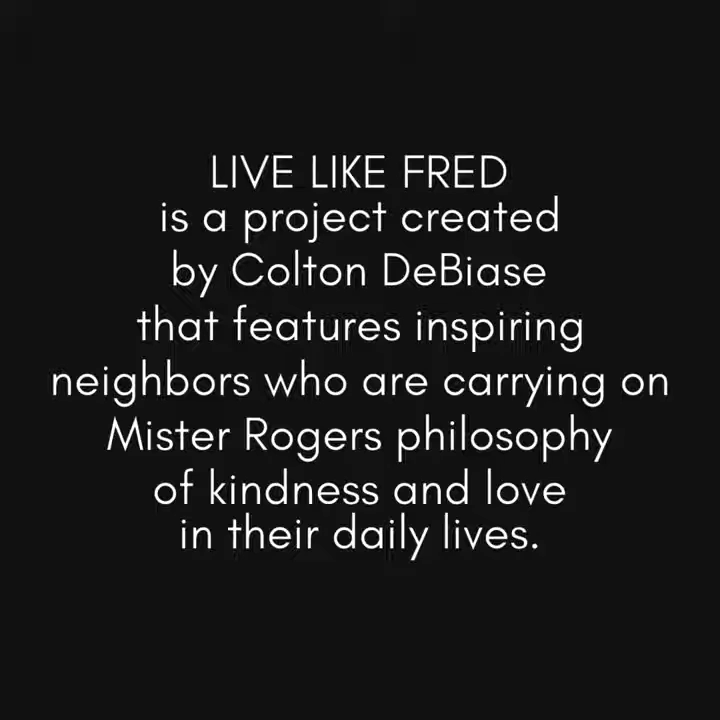 LIVE LIKE FRED
is a project created
by Colton DeBiase
that features inspiring
neighbors who are carrying on
Mister Rogers philosophy
of kindness and love
in their daily lives.